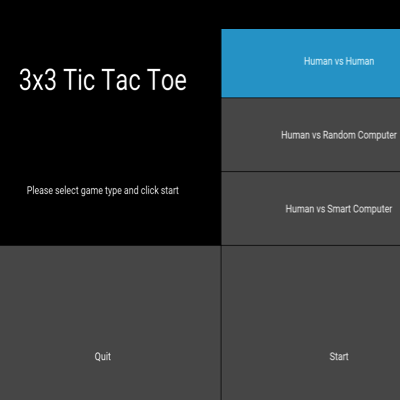 3x3 Tic Tac Toe
Please select game type and click start
Human vs Human
Human vs Random Computer
Human vs Smart Computer
Quit
Start